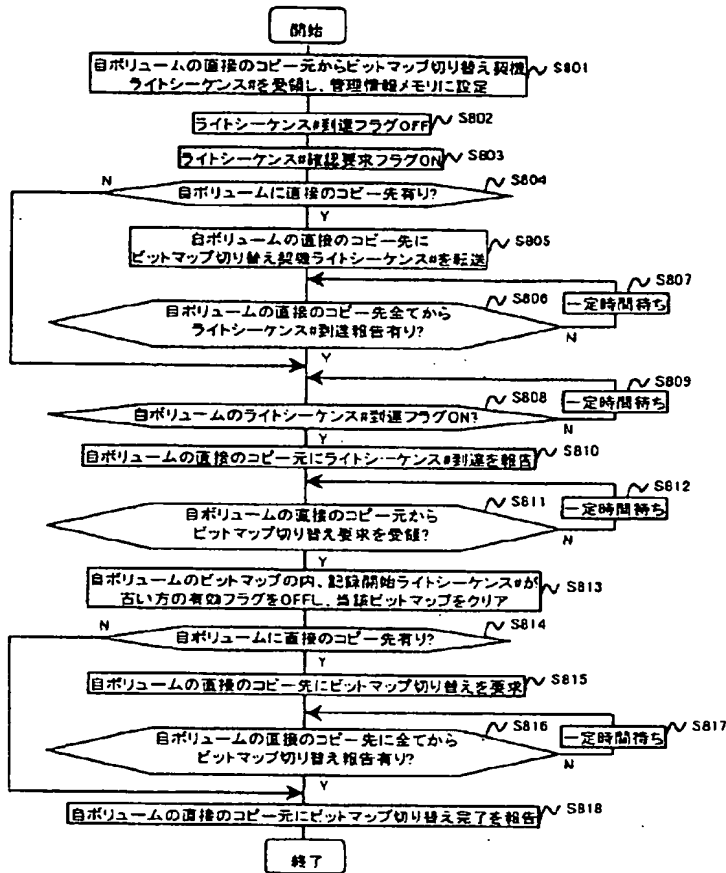 開始
自ボリュームの直接のコピー元からビットマップ切り替え契機
ライトシーケンス#を受領し、管理情報メモリに設定
S801
ライトシーケンス#到達フラグOFF
S802
ライトシーケンス#確認要求フラグON
S803
N
自ボリュームに直接のコピー先有り?
S804
Y
自ボリュームの直接のコピー先に
ビットマップ切り替え契機ライトシーケンス#を転送
S805
S807
一定時間待ち
自ボリュームの直接のコピー先全てから
ライトシーケンス#到達報告有り?
S806
N
Y
S809
一定時間待ち
自ボリュームのライトシーケンス#到達フラグON?
S808
N
Y
自ボリュームの直接のコピー元にライトシーケンス#到達を報告
S810
S812
一定時間待ち
自ボリュームの直接のコピー元から
ビットマップ切り替え要求を受領?
S811
N
Y
自ボリュームのビットマップの内、記録開始ライトシーケンス#が
古い方の有効フラグをOFFし、当該ビットマップをクリア
S813
N
自ボリュームに直接のコピー先有り?
S814
Y
自ボリュームの直接のコピー先にビットマップ切り替えを要求
S815
S817
一定時間待ち
自ボリュームの直接のコピー先に全てから
ビットマップ切り替え報告有り?
S816
N
Y
自ボリュームの直接のコピー元にビットマップ切り替え完了を報告
S818
終了